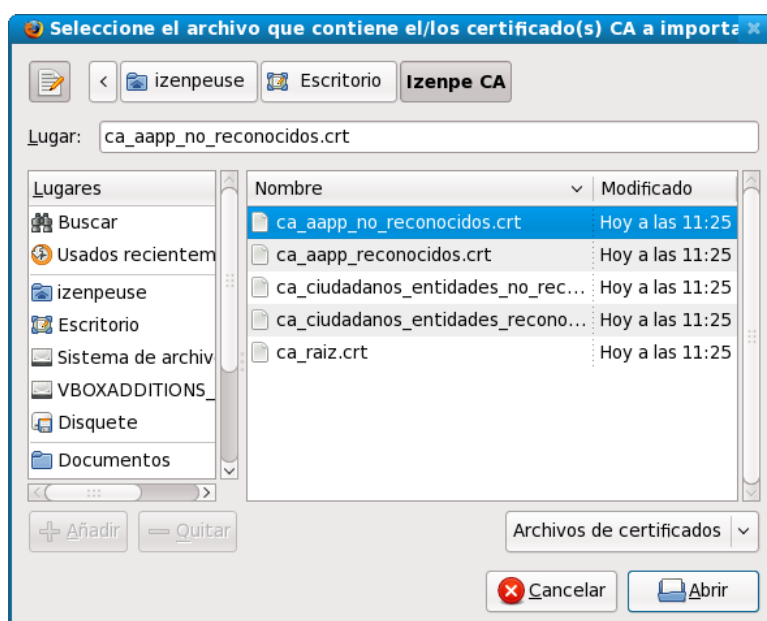 Seleccione el archivo que contiene el/los certificado(s) CA a importa
izenpeuse Escritorio Izenpe CA
Lugar: ca_aapp_no_reconocidos.crt
Lugares Nombre Modificado
Buscar ca_aapp_no_reconocidos.crt Hoy a las 11:25
Usados recientem ca_aapp_reconocidos.crt Hoy a las 11:25
izenpeuse ca_ciudadanos_entidades_no_rec... Hoy a las 11:25
Escritorio ca_ciudadanos_entidades_recono... Hoy a las 11:25
Sistema de archiv ca_raiz.crt Hoy a las 11:25
VBOXADDITIONS_
Disquete
Documentos
Añadir Quitar Archivos de certificados
Cancelar Abrir